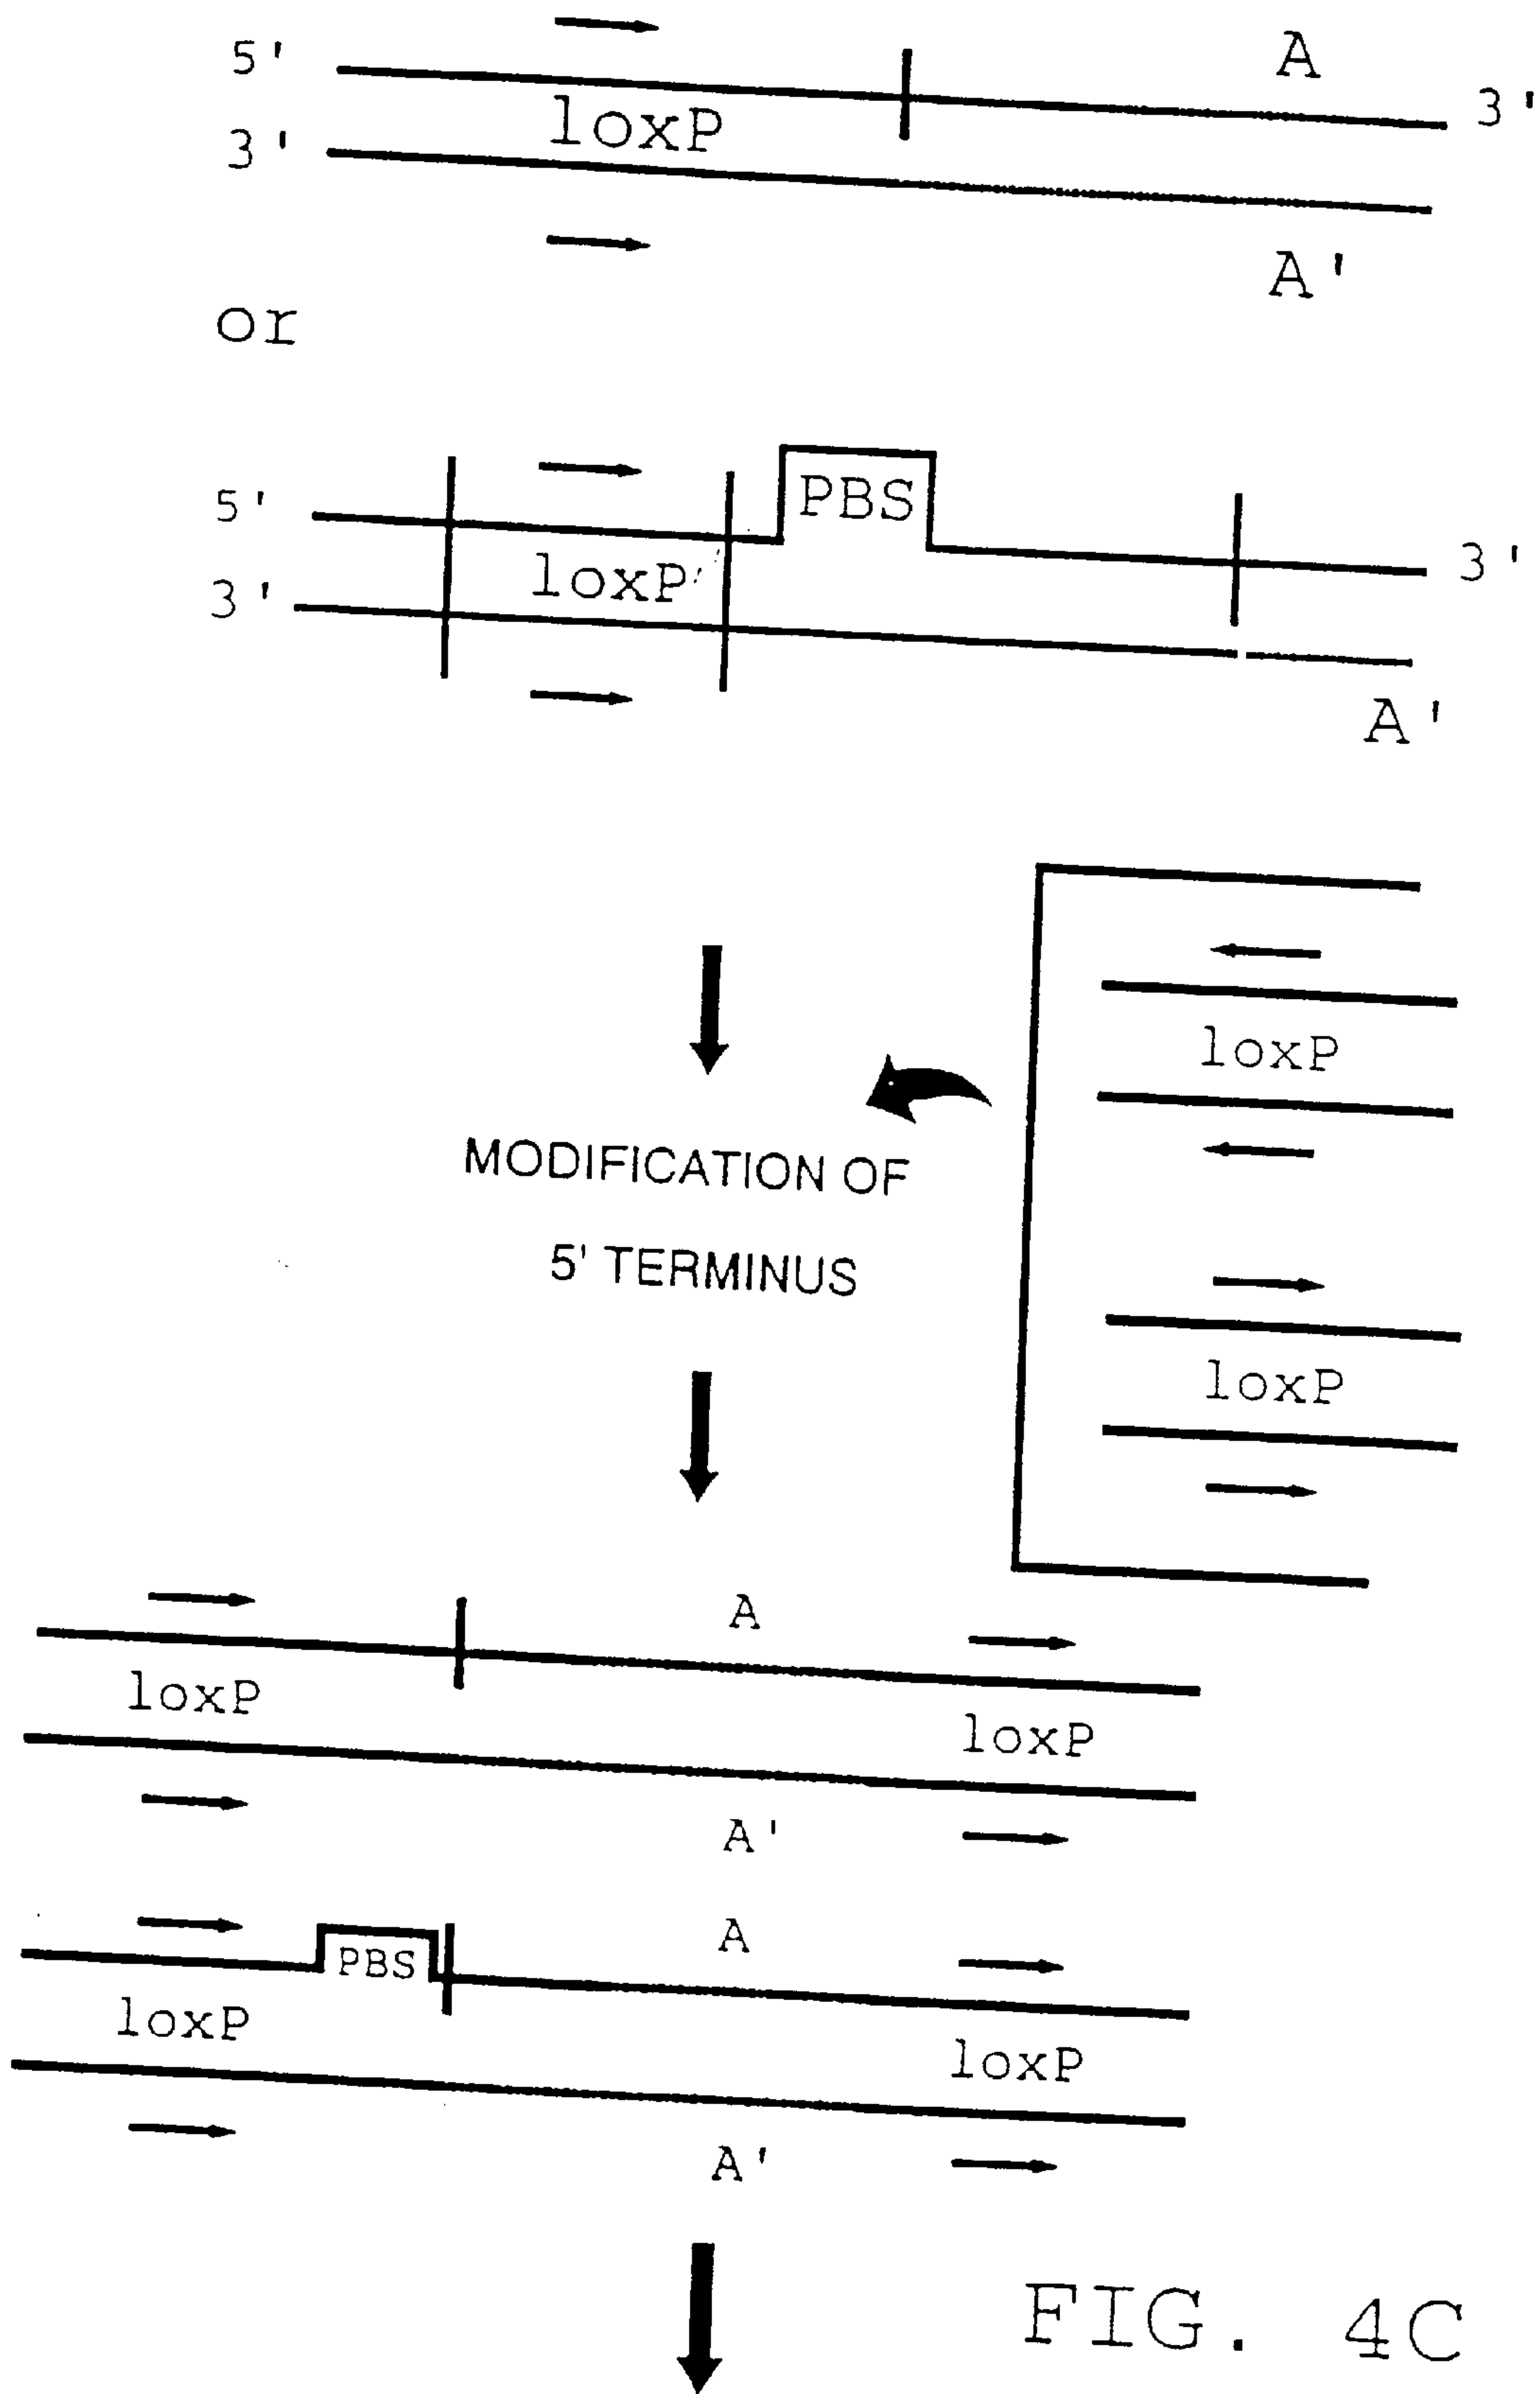 A
5'
3'
loxP
3'
A'
or
PBS
5'
3'
loxP
3'
A'
loxP
MODIFICATION OF
5' TERMINUS
loxP
A
loxP
loxP
A'
A
PBS
loxP
loxP
A'
FIG. 4C